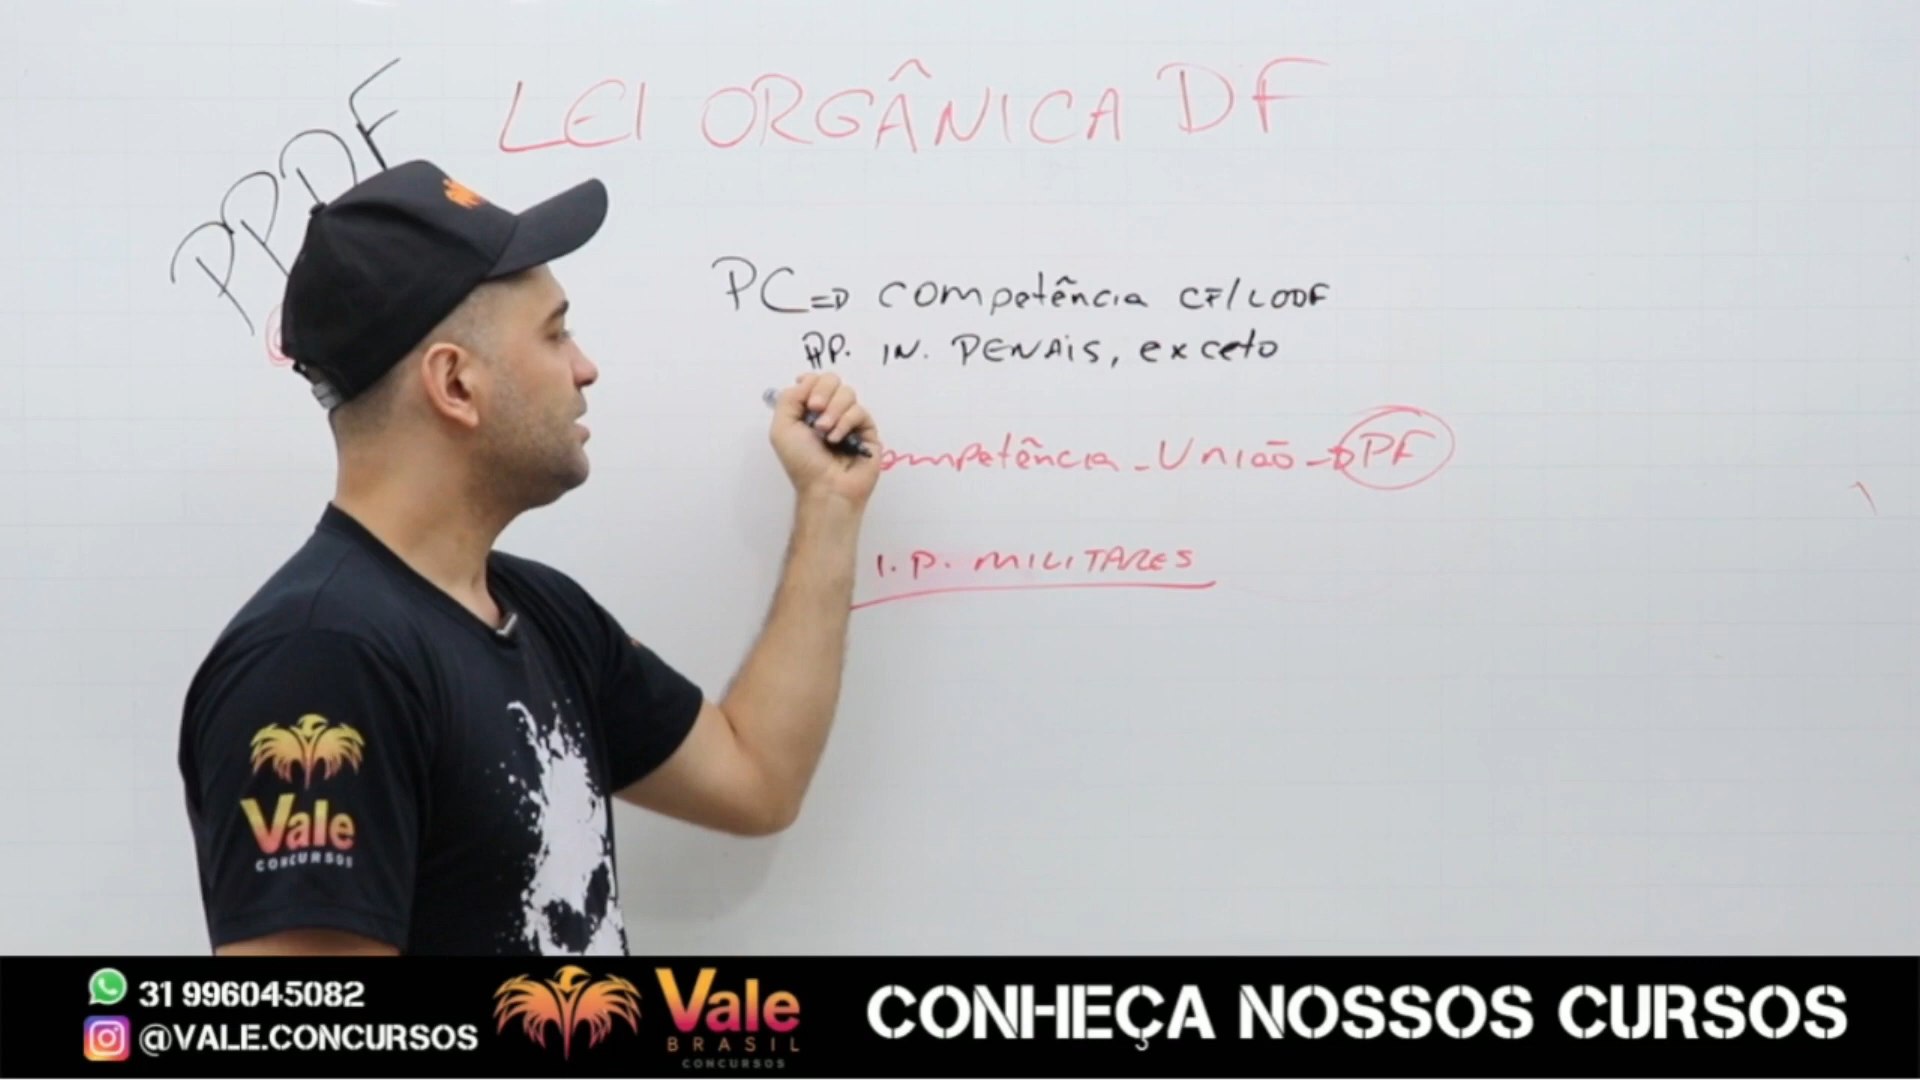 LEI ORGÂNICA DF
PPDF
PC => competência CF/LODF
AP. IN. PENAIS, exceto
ompetência - União -> PF
I. P. MILITARES
Vale
CONCURSOS
31 996045082
@VALE.CONCURSOS
Vale
BRASIL
CONCURSOS
CONHEÇA NOSSOS CURSOS